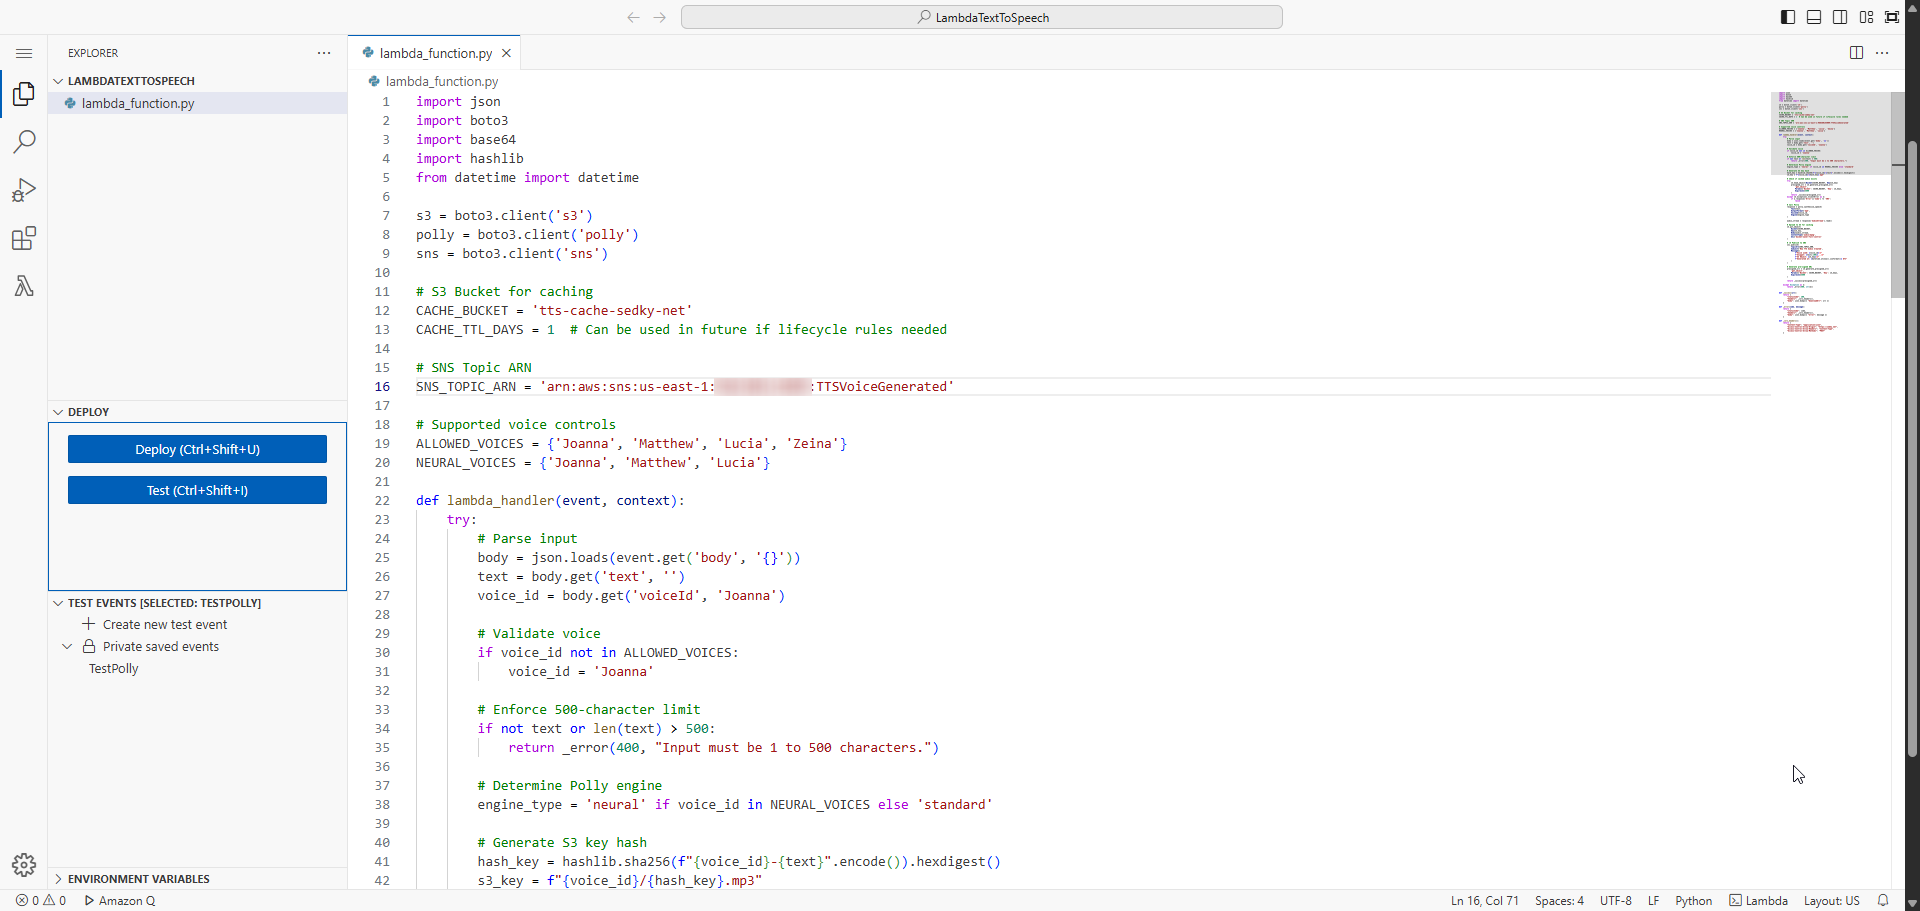 LambdaTextToSpeech
EXPLORER
LAMBDATEXTTOSPEECH
lambda_function.py
DEPLOY
Deploy (Ctrl+Shift+U)
Test (Ctrl+Shift+I)
TEST EVENTS [SELECTED: TESTPOLLY]
Create new test event
Private saved events
TestPolly
ENVIRONMENT VARIABLES
lambda_function.py
lambda_function.py
1 import json
2 import boto3
3 import base64
4 import hashlib
5 from datetime import datetime
6
7 s3 = boto3.client('s3')
8 polly = boto3.client('polly')
9 sns = boto3.client('sns')
10
11 # S3 Bucket for caching
12 CACHE_BUCKET = 'tts-cache-sedky-net'
13 CACHE_TTL_DAYS = 1  # Can be used in future if lifecycle rules needed
14
15 # SNS Topic ARN
16 SNS_TOPIC_ARN = 'arn:aws:sns:us-east-1: :TTSVoiceGenerated'
17
18 # Supported voice controls
19 ALLOWED_VOICES = {'Joanna', 'Matthew', 'Lucia', 'Zeina'}
20 NEURAL_VOICES = {'Joanna', 'Matthew', 'Lucia'}
21
22 def lambda_handler(event, context):
23     try:
24         # Parse input
25         body = json.loads(event.get('body', '{}'))
26         text = body.get('text', '')
27         voice_id = body.get('voiceId', 'Joanna')
28
29         # Validate voice
30         if voice_id not in ALLOWED_VOICES:
31             voice_id = 'Joanna'
32
33         # Enforce 500-character limit
34         if not text or len(text) > 500:
35             return _error(400, "Input must be 1 to 500 characters.")
36
37         # Determine Polly engine
38         engine_type = 'neural' if voice_id in NEURAL_VOICES else 'standard'
39
40         # Generate S3 key hash
41         hash_key = hashlib.sha256(f"{voice_id}-{text}".encode()).hexdigest()
42         s3_key = f"{voice_id}/{hash_key}.mp3"
0 0 Amazon Q
Ln 16, Col 71 Spaces: 4 UTF-8 LF Python Lambda Layout: US